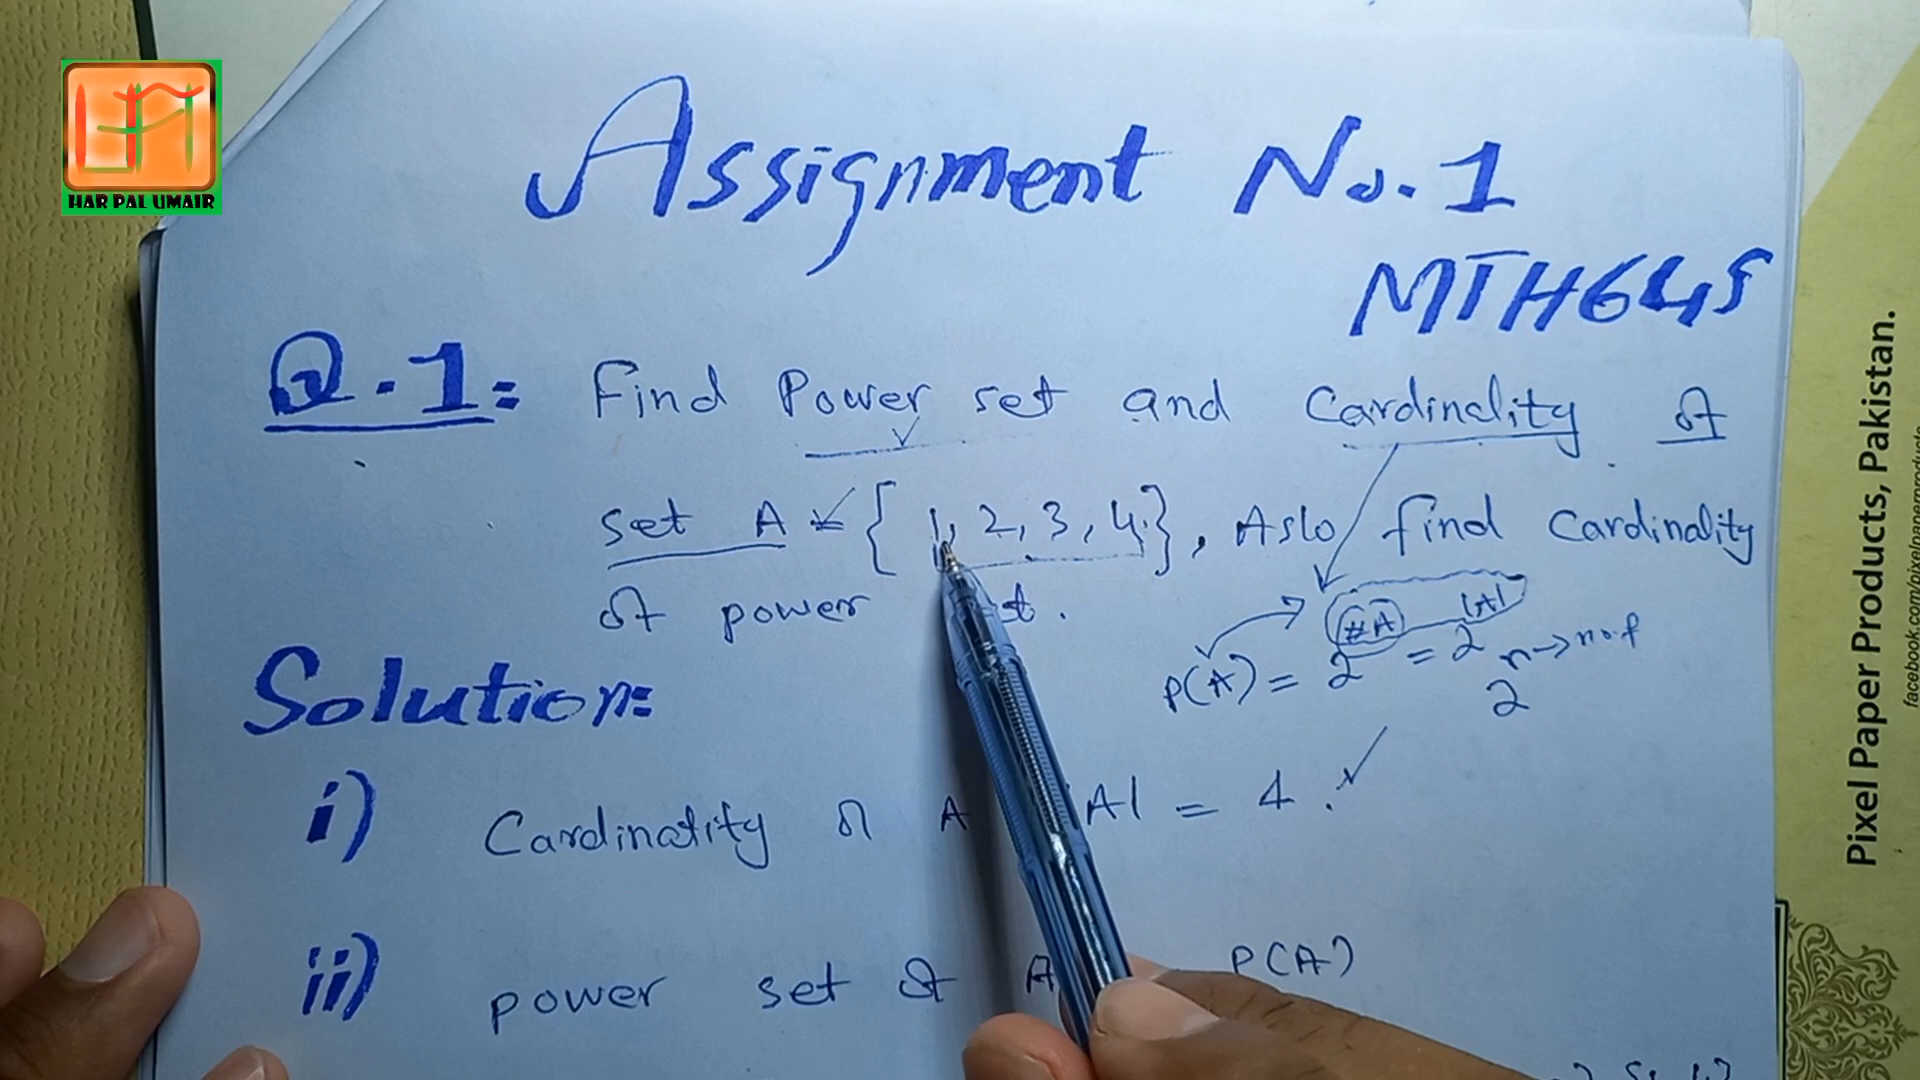 HAR PAL UMAIR
Assignment No.1
MTH645
Q.1= Find Power set and Cardinality of
set A = { 1, 2, 3, 4 }, Aslo find Cardinality
of power
#A |A|
P(A) = 2 = 2 n→ no.f
2
Solution:
i) Cardinality of A |A| = 4 .
ii) power set of A P(A)
Pixel Paper Products, Pakistan.